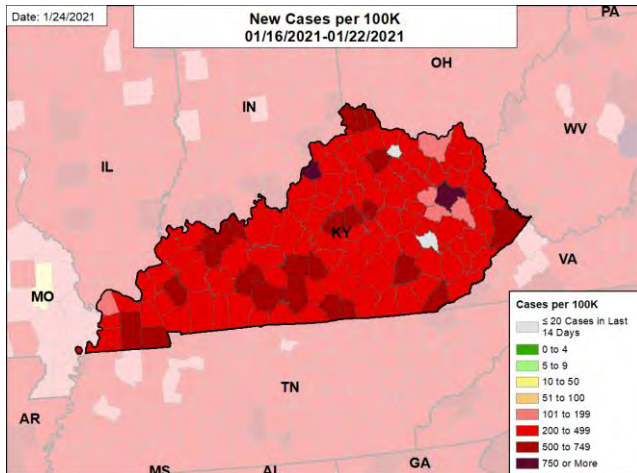 Date: 1/24/2021
New Cases per 100K
01/16/2021-01/22/2021
PA
OH
IN
IL
WV
KY
VA
MO
TN
AR
MS
AL
GA
Cases per 100K
≤ 20 Cases in Last
14 Days
0 to 4
5 to 9
10 to 50
51 to 100
101 to 199
200 to 499
500 to 749
750 or More